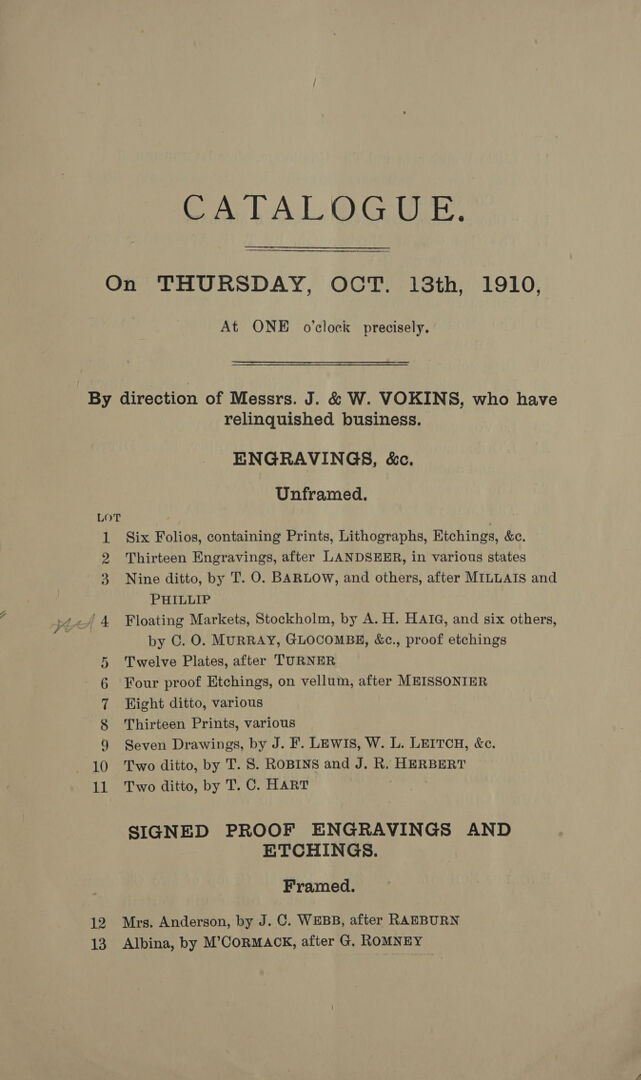 CATALOGUE.
On THURSDAY, OCT. 13th, 1910,
At ONE o'clock precisely.
By direction of Messrs. J. & W. VOKINS, who have
relinquished business.
ENGRAVINGS, &c.
Unframed.
LOT
1 Six Folios, containing Prints, Lithographs, Etchings, &c.
2 Thirteen Engravings, after LANDSEER, in various states
3 Nine ditto, by T. O. BARLOW, and others, after MILLAIS and
PHILLIP
4 Floating Markets, Stockholm, by A. H. HAIG, and six others,
by C. O. MURRAY, GLOCOMBE, &c., proof etchings
5 Twelve Plates, after TURNER
6 Four proof Etchings, on vellum, after MEISSONIER
7 Eight ditto, various
8 Thirteen Prints, various
9 Seven Drawings, by J. F. LEWIS, W. L. LEITCH, &c.
10 Two ditto, by T. S. ROBINS and J. R. HERBERT
11 Two ditto, by T. C. HART
SIGNED PROOF ENGRAVINGS AND
ETCHINGS.
Framed.
12 Mrs. Anderson, by J. C. WEBB, after RAEBURN
13 Albina, by M'CORMACK, after G. ROMNEY